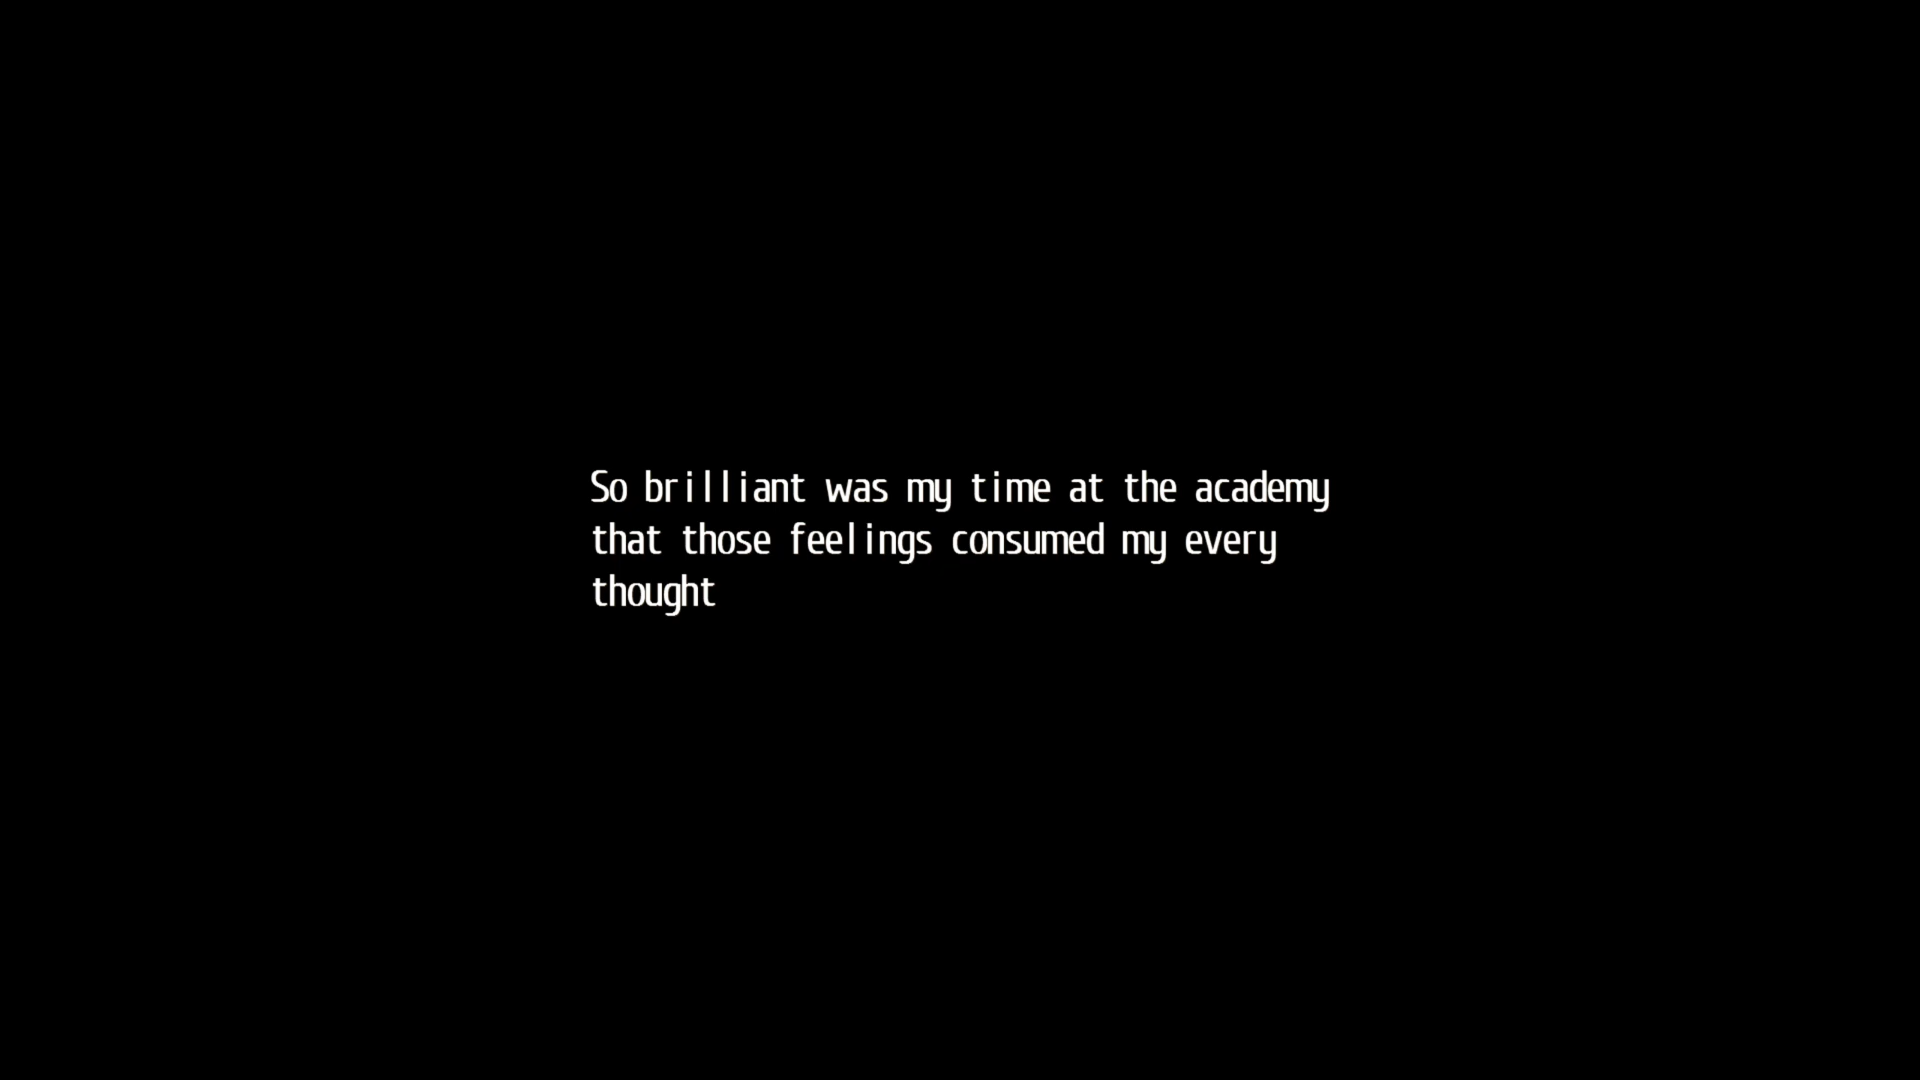 So brilliant was my time at the academy
that those feelings consumed my every
thought